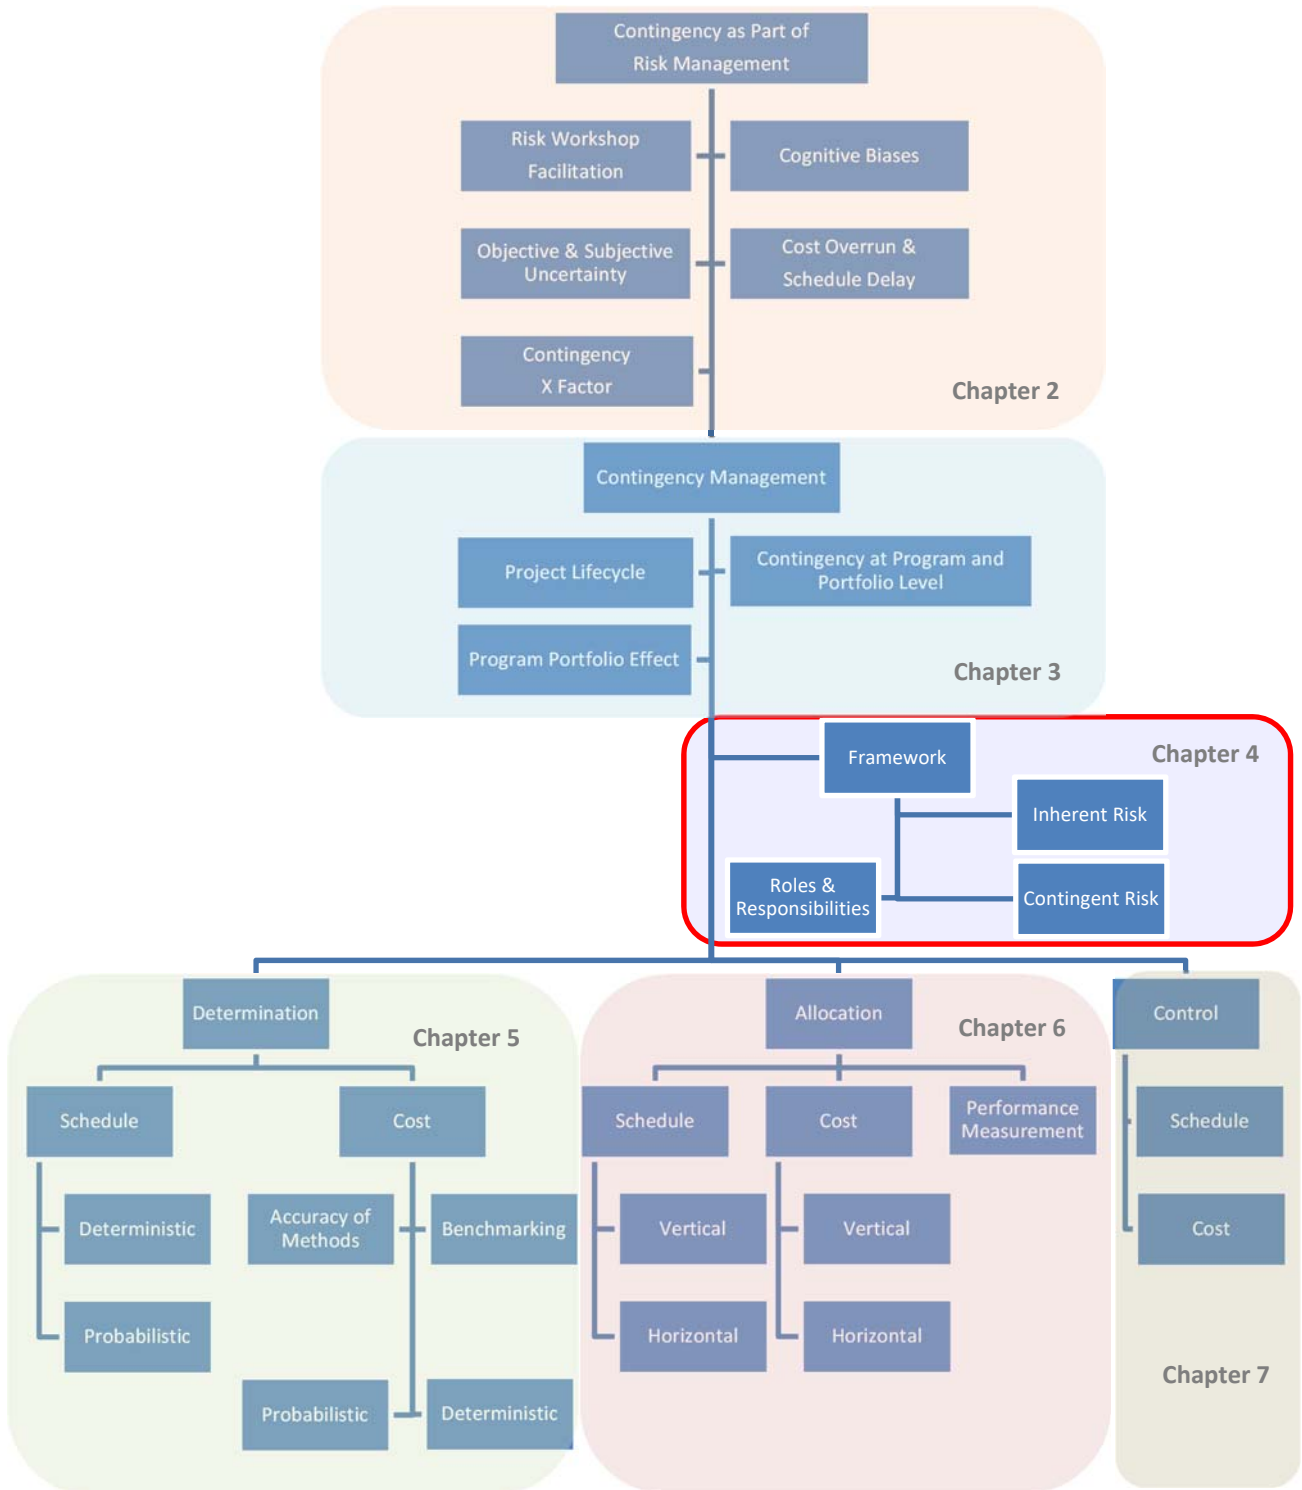 Contingency as Part of
Risk Management
Risk Workshop
Facilitation
Cognitive Biases
Objective & Subjective
Uncertainty
Cost Overrun &
Schedule Delay
Contingency
X Factor
Chapter 2
Contingency Management
Project Lifecycle
Contingency at Program and
Portfolio Level
Program Portfolio Effect
Chapter 3
Framework
Chapter 4
Inherent Risk
Roles &
Responsibilities
Contingent Risk
Determination
Chapter 5
Schedule
Cost
Deterministic
Accuracy of
Methods
Benchmarking
Probabilistic
Probabilistic
Deterministic
Allocation
Chapter 6
Schedule
Cost
Performance
Measurement
Vertical
Vertical
Horizontal
Horizontal
Control
Schedule
Cost
Chapter 7